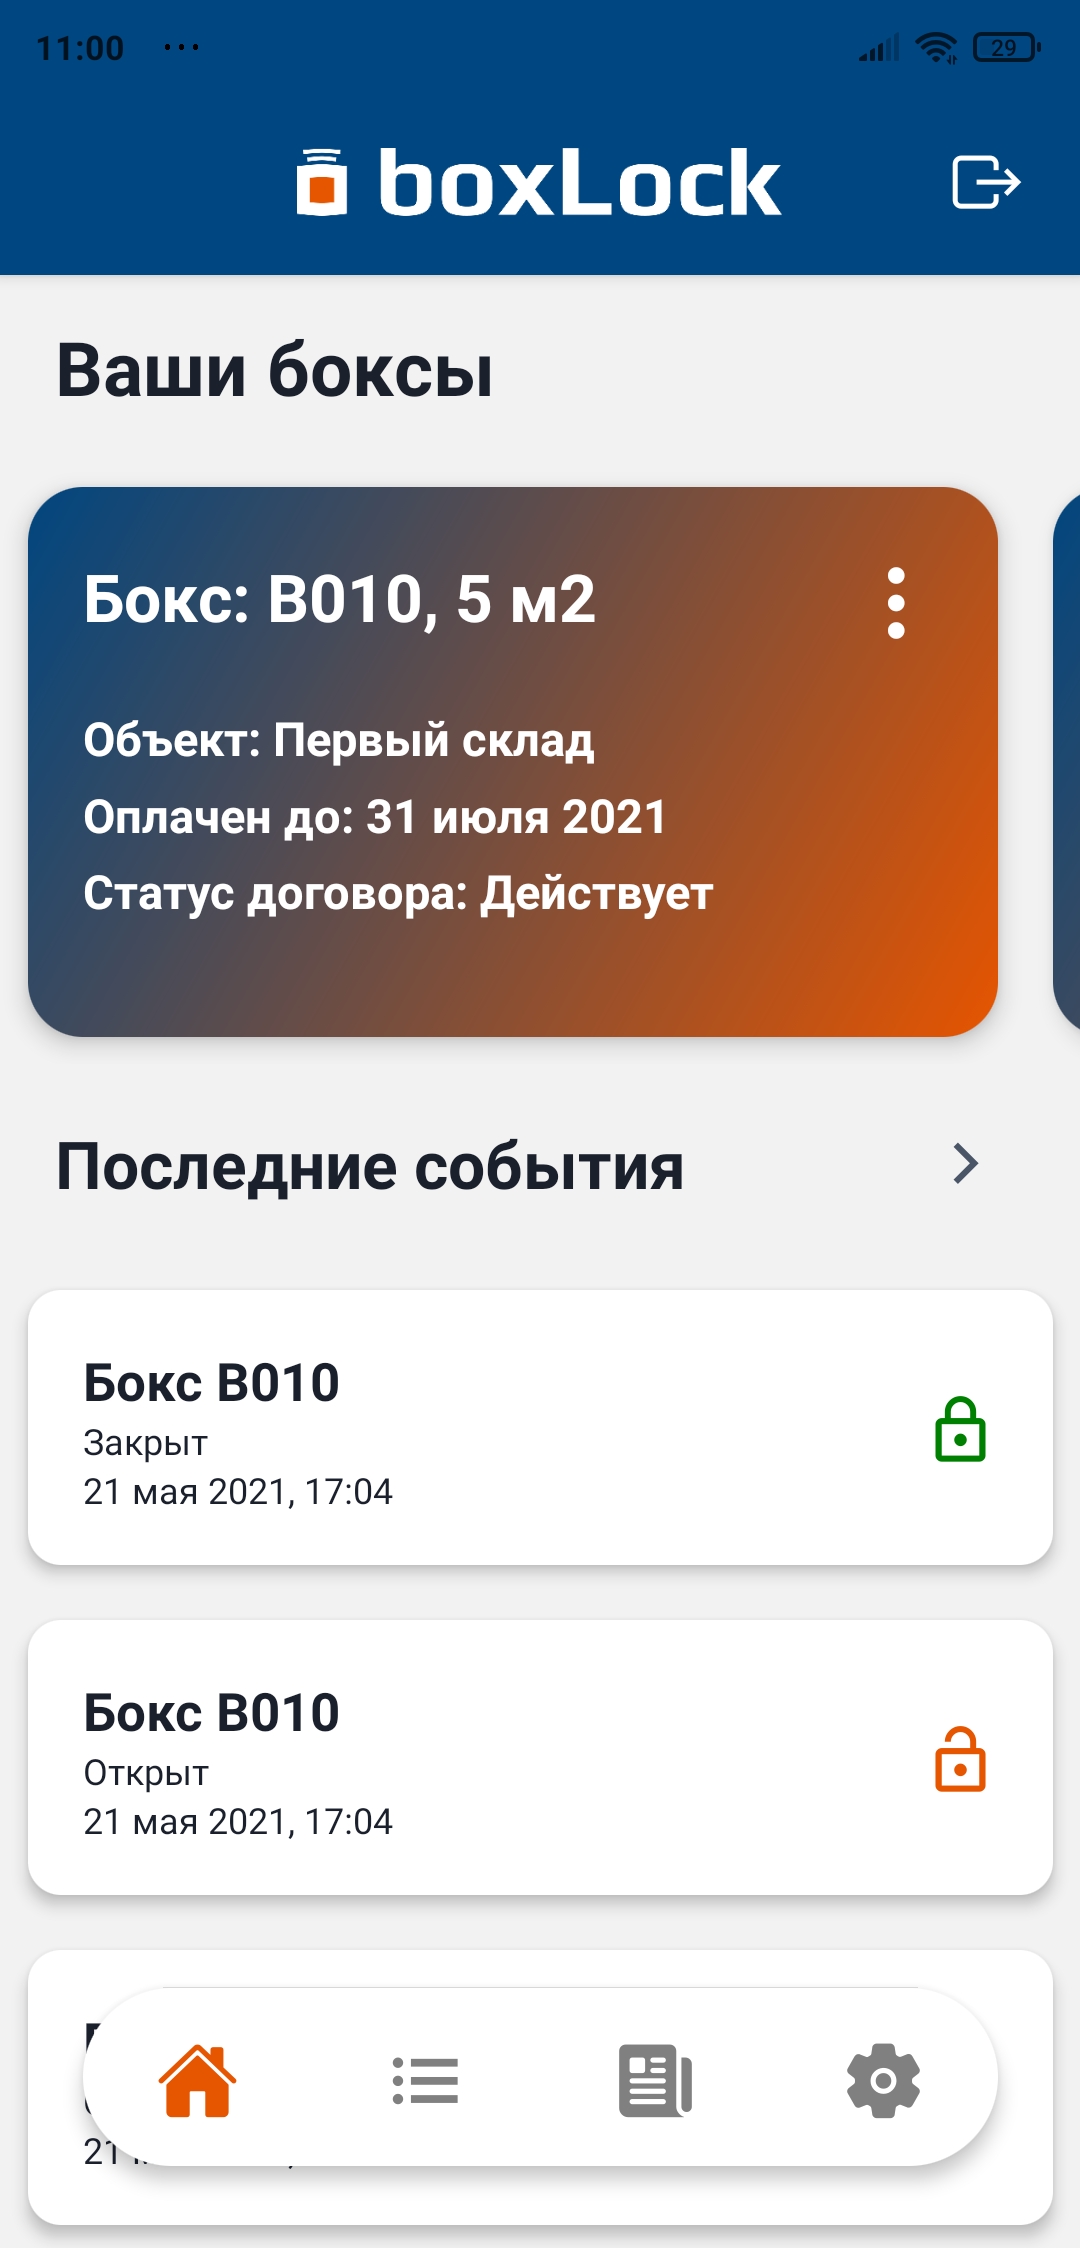 11:00 ... 29
boxLock
Ваши боксы
Бокс: B010, 5 м2
Объект: Первый склад
Оплачен до: 31 июля 2021
Статус договора: Действует
Последние события
Бокс B010
Закрыт
21 мая 2021, 17:04
Бокс B010
Открыт
21 мая 2021, 17:04
21